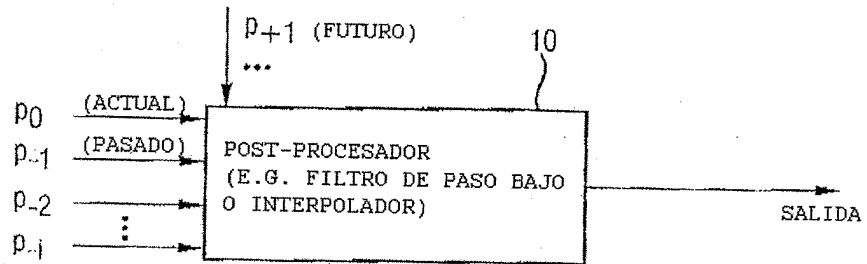 p+1 (FUTURO)
...
10
p0 (ACTUAL)
p-1 (PASADO)
p-2
...
p-i
POST-PROCESADOR
(E.G. FILTRO DE PASO BAJO
O INTERPOLADOR)
SALIDA